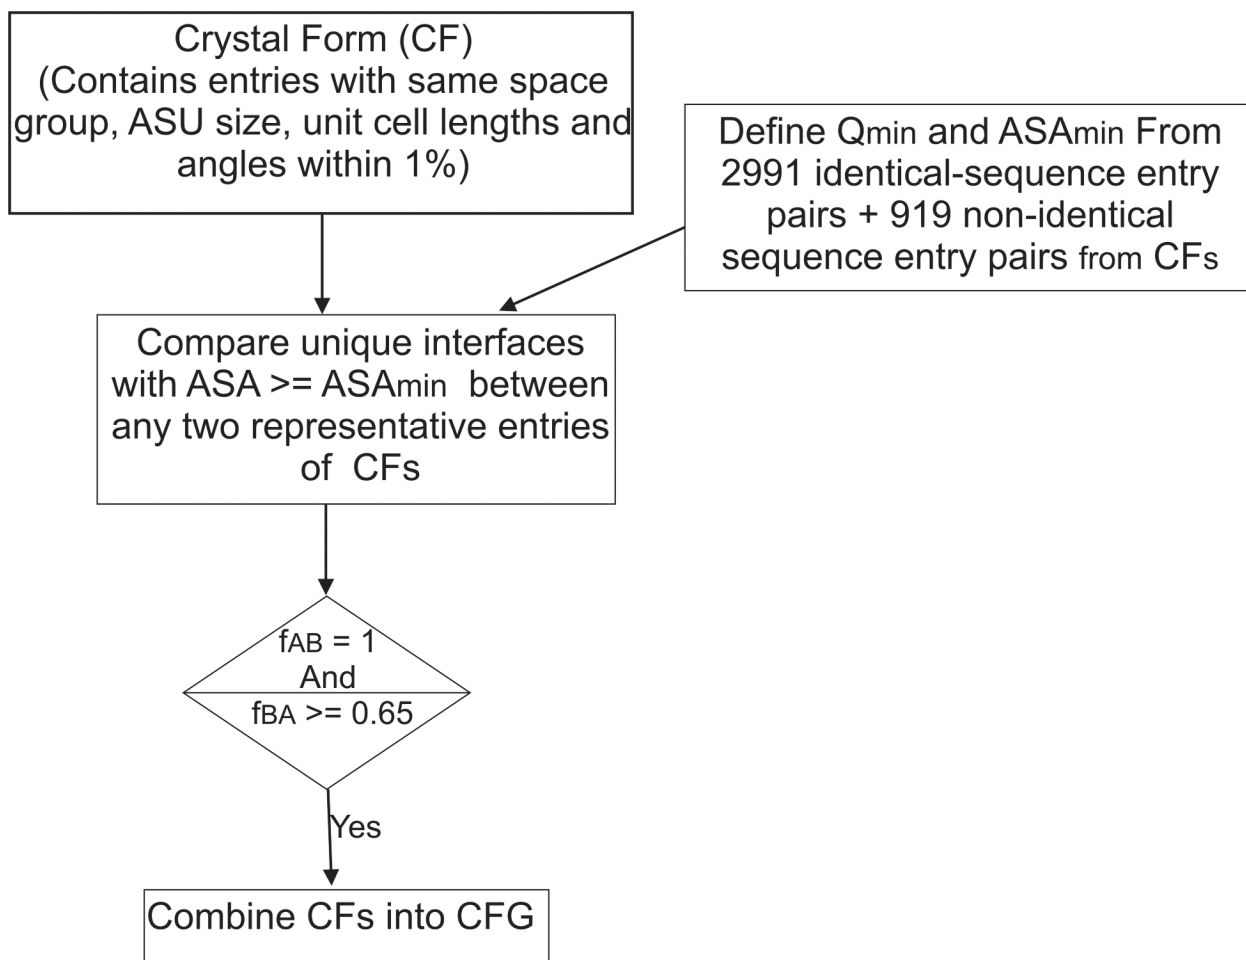 Crystal Form (CF)
(Contains entries with same space
group, ASU size, unit cell lengths and
angles within 1%)
Define Qmin and ASAmin From
2991 identical-sequence entry
pairs + 919 non-identical
sequence entry pairs from CFs
Compare unique interfaces
with ASA >= ASAmin between
any two representative entries
of CFs
fAB = 1
And
fBA >= 0.65
Yes
Combine CFs into CFG